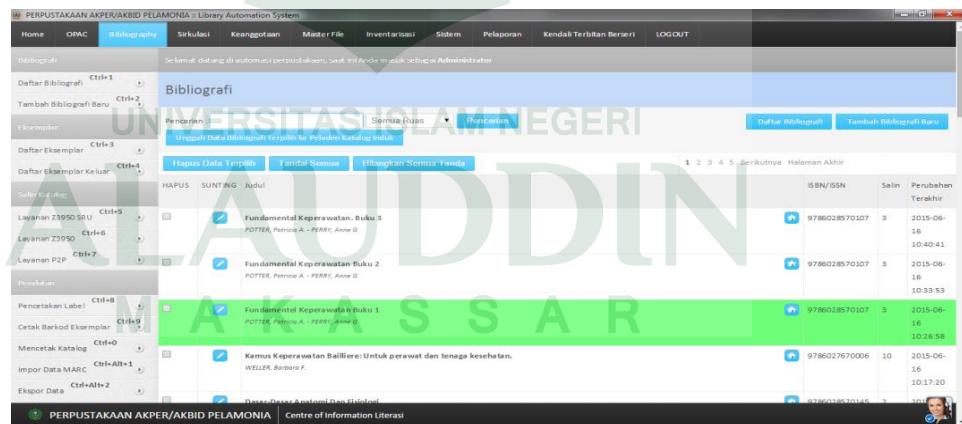 PERPUSTAKAAN AKPER/AKBID PELAMONIA :: Library Automation System
Home OPAC Bibliography Sirkulasi Keanggotaan Master File Inventarisasi Sistem Pelaporan Kendali Terbitan Berseri LOGOUT
Bibliografi
Selamat datang di automasi perpustakaan, saat ini Anda masuk sebagai Administrator
Daftar Bibliografi Ctrl+1
Tambah Bibliografi Baru Ctrl+2
Eksemplar
Daftar Eksemplar Ctrl+3
Daftar Eksemplar Keluar Ctrl+4
Salin Katalog
Layanan Z3950 SRU Ctrl+5
Layanan Z3950 Ctrl+6
Layanan P2P Ctrl+7
Peralatan
Pencetakan Label Ctrl+8
Cetak Barkod Eksemplar Ctrl+9
Mencetak Katalog Ctrl+0
Impor Data MARC Ctrl+Alt+1
Ekspor Data Ctrl+Alt+2
Bibliografi
Pencarian : Semua Ruas Pencarian Daftar Bibliografi Tambah Bibliografi Baru
Unggah Data Bibliografi Terpilih ke Peladen Katalog Induk
Hapus Data Terpilih Tandai Semua Hilangkan Semua Tanda 1 2 3 4 5 Berikutnya Halaman Akhir
HAPUS SUNTING Judul ISBN/ISSN Salin Perubahan
Terakhir
Fundamental Keperawatan. Buku 3 9786028570107 3 2015-06-
POTTER, Patricia A. - PERRY, Anne G 16
10:40:41
Fundamental Keperawatan Buku 2 9786028570107 3 2015-06-
POTTER, Patricia A. - PERRY, Anne G 16
10:33:53
Fundamental Keperawatan Buku 1 9786028570107 3 2015-06-
POTTER, Patricia A. - PERRY, Anne G 16
10:26:58
Kamus Keperawatan Bailliere: Untuk perawat dan tenaga kesehatan. 9786027670006 10 2015-06-
WELLER, Barbara F. 16
10:17:20
Dasar-Dasar Anatomi Dan Fisiologi 9786028570145 2
PERPUSTAKAAN AKPER/AKBID PELAMONIA Centre of Information Literasi
UNIVERSITAS ISLAM NEGERI
ALAUDDIN
MAKASSAR